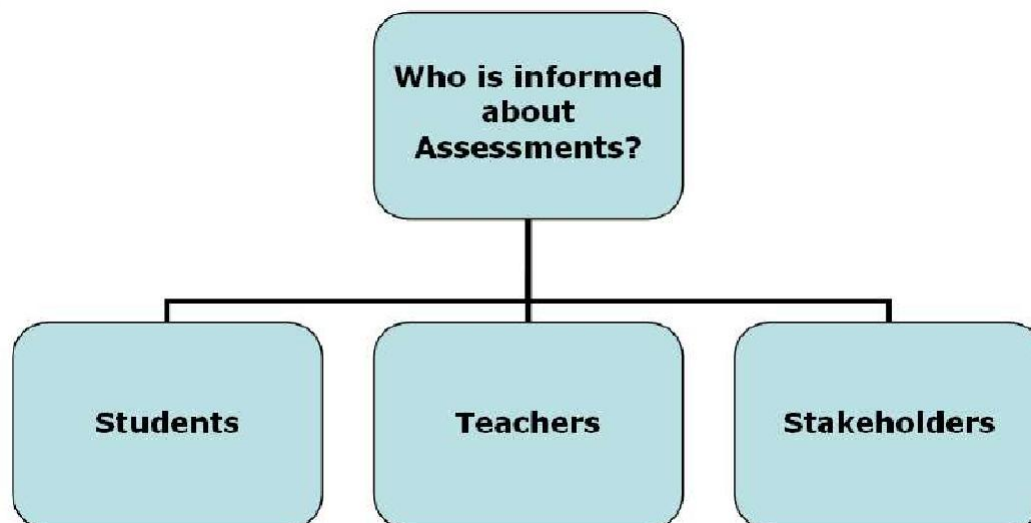 Who is informed
about
Assessments?
Students
Teachers
Stakeholders